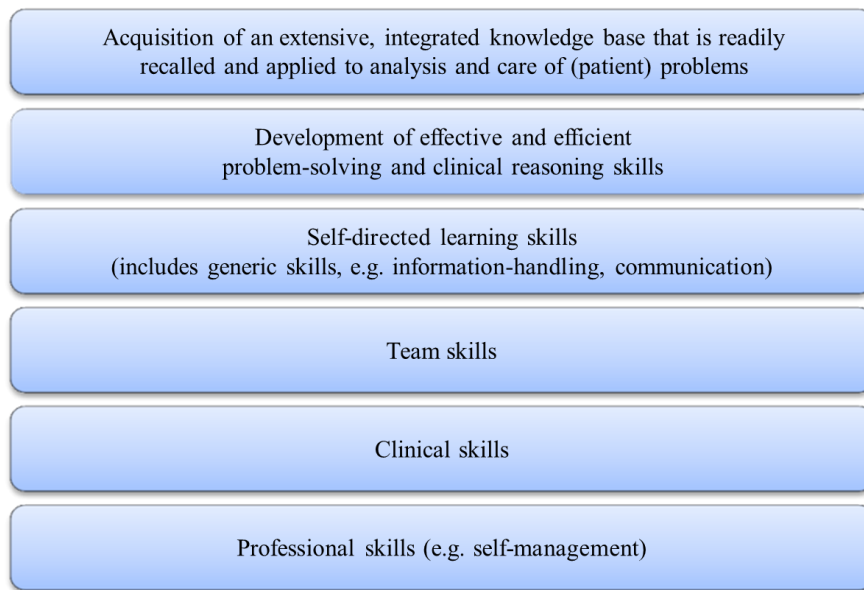 Acquisition of an extensive, integrated knowledge base that is readily
recalled and applied to analysis and care of (patient) problems
Development of effective and efficient
problem-solving and clinical reasoning skills
Self-directed learning skills
(includes generic skills, e.g. information-handling, communication)
Team skills
Clinical skills
Professional skills (e.g. self-management)